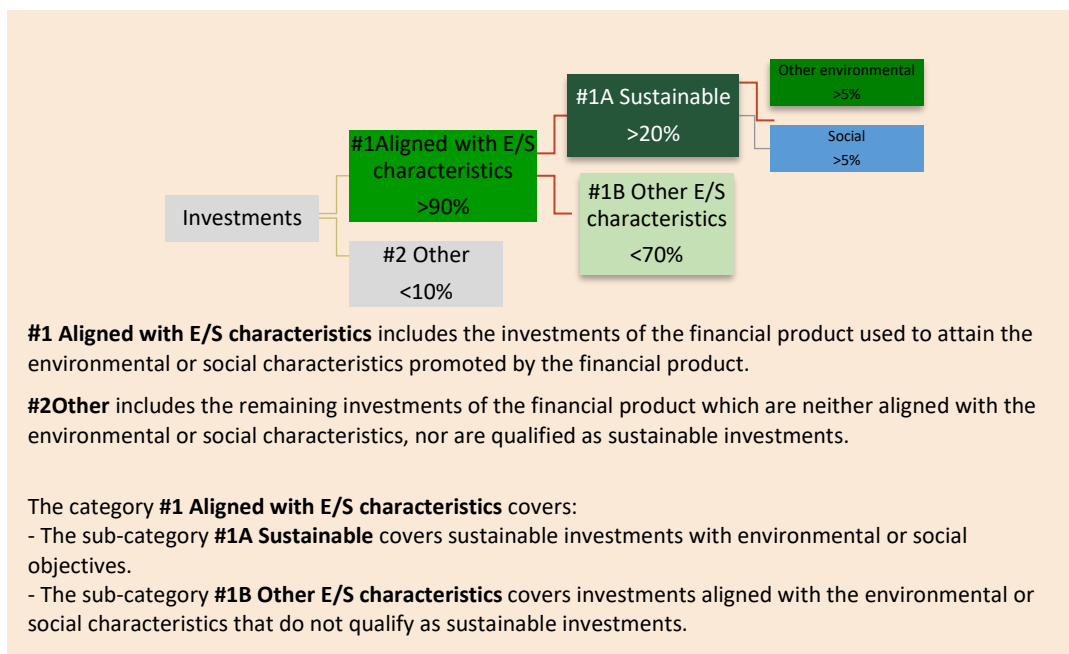 Investments
#1Aligned with E/S
characteristics
>90%
#2 Other
<10%
#1A Sustainable
>20%
#1B Other E/S
characteristics
<70%
Other environmental
>5%
Social
>5%
#1 Aligned with E/S characteristics includes the investments of the financial product used to attain the
environmental or social characteristics promoted by the financial product.
#2Other includes the remaining investments of the financial product which are neither aligned with the
environmental or social characteristics, nor are qualified as sustainable investments.
The category #1 Aligned with E/S characteristics covers:
- The sub-category #1A Sustainable covers sustainable investments with environmental or social
objectives.
- The sub-category #1B Other E/S characteristics covers investments aligned with the environmental or
social characteristics that do not qualify as sustainable investments.